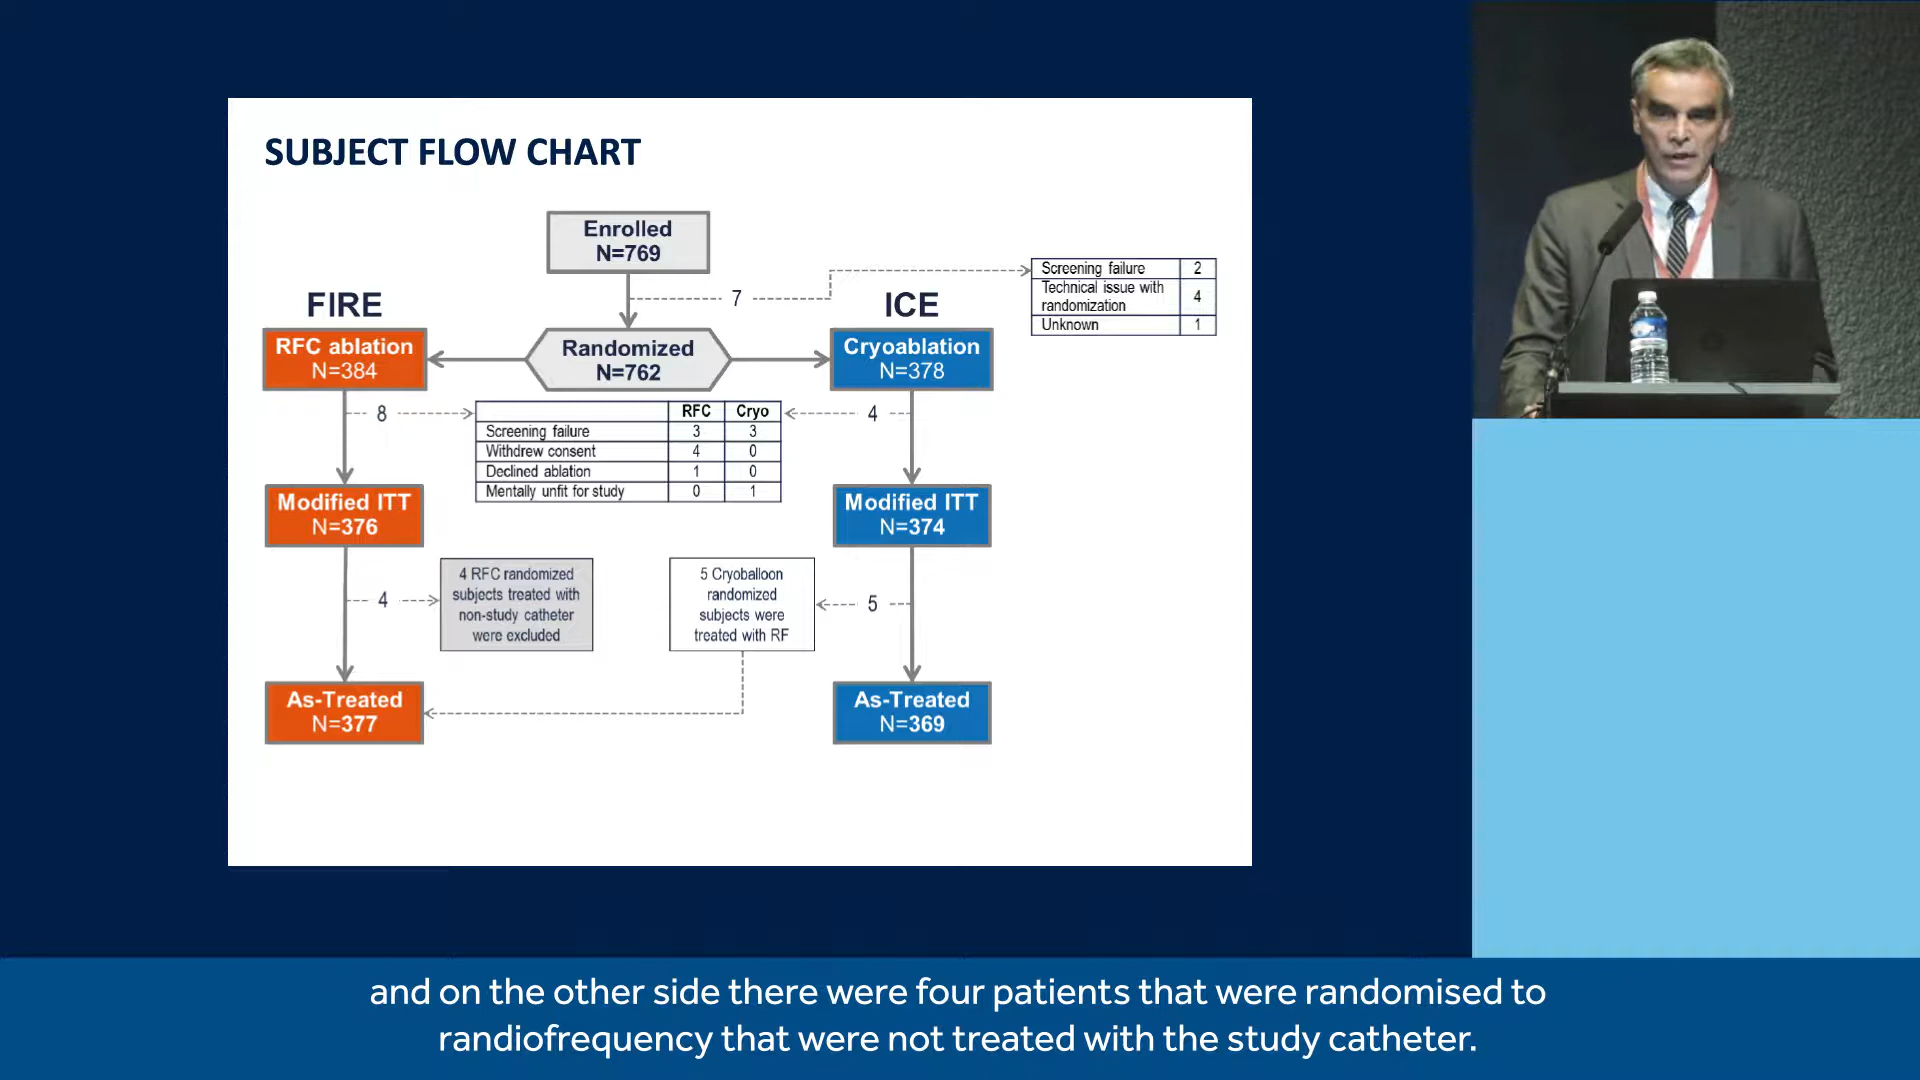 SUBJECT FLOW CHART
Enrolled
N=769
7
Screening failure 2
Technical issue with
randomization 4
Unknown 1
FIRE
ICE
RFC ablation
N=384
Randomized
N=762
Cryoablation
N=378
8
4
RFC Cryo
Screening failure 3 3
Withdrew consent 4 0
Declined ablation 1 0
Mentally unfit for study 0 1
Modified ITT
N=376
Modified ITT
N=374
4
4 RFC randomized
subjects treated with
non-study catheter
were excluded
5 Cryoballoon
randomized
subjects were
treated with RF
5
As-Treated
N=377
As-Treated
N=369
and on the other side there were four patients that were randomised to
randiofrequency that were not treated with the study catheter.